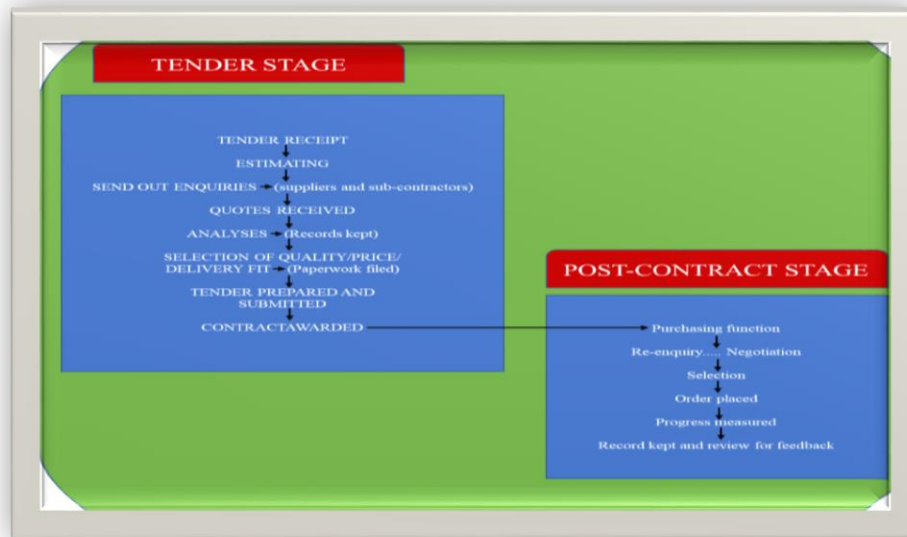 TENDER STAGE
TENDER RECEIPT
ESTIMATING
SEND OUT ENQUIRIES (suppliers and sub-contractors)
QUOTES RECEIVED
ANALYSES (Records kept)
SELECTION OF QUALITY/PRICE/
DELIVERY FIT (Paperwork filed)
TENDER PREPARED AND
SUBMITTED
CONTRACTAWARDED
POST-CONTRACT STAGE
Purchasing function
Re-enquiry..... Negotiation
Selection
Order placed
Progress measured
Record kept and review for feedback